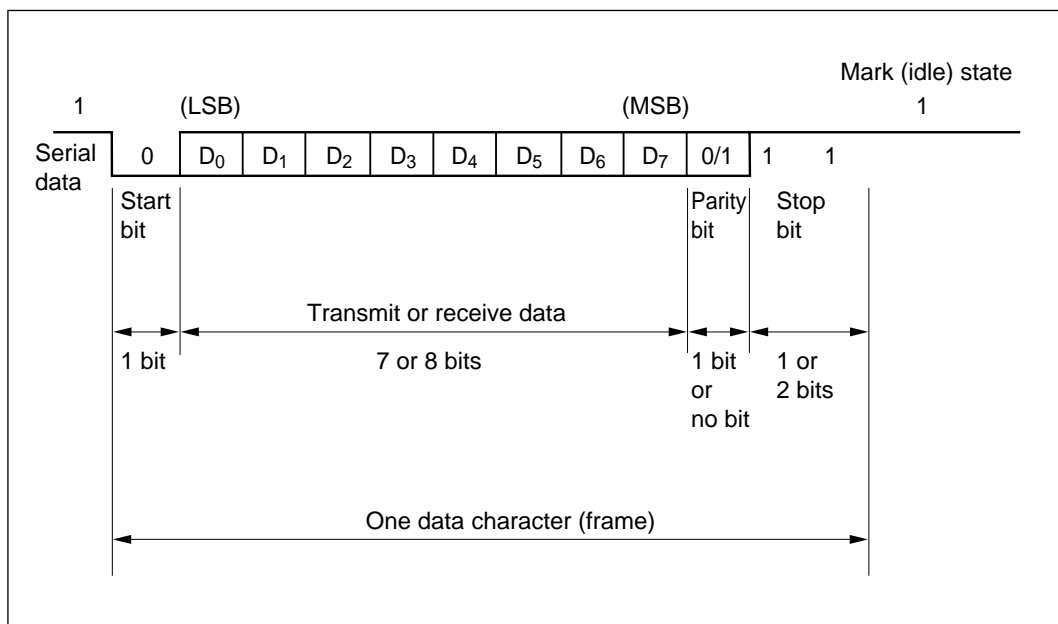 Mark (idle) state
1 (LSB) (MSB) 1
Serial data 0 D₀ D₁ D₂ D₃ D₄ D₅ D₆ D₇ 0/1 1 1
Start bit
Parity bit
Stop bit
Transmit or receive data
1 bit
7 or 8 bits
1 bit or no bit
1 or 2 bits
One data character (frame)